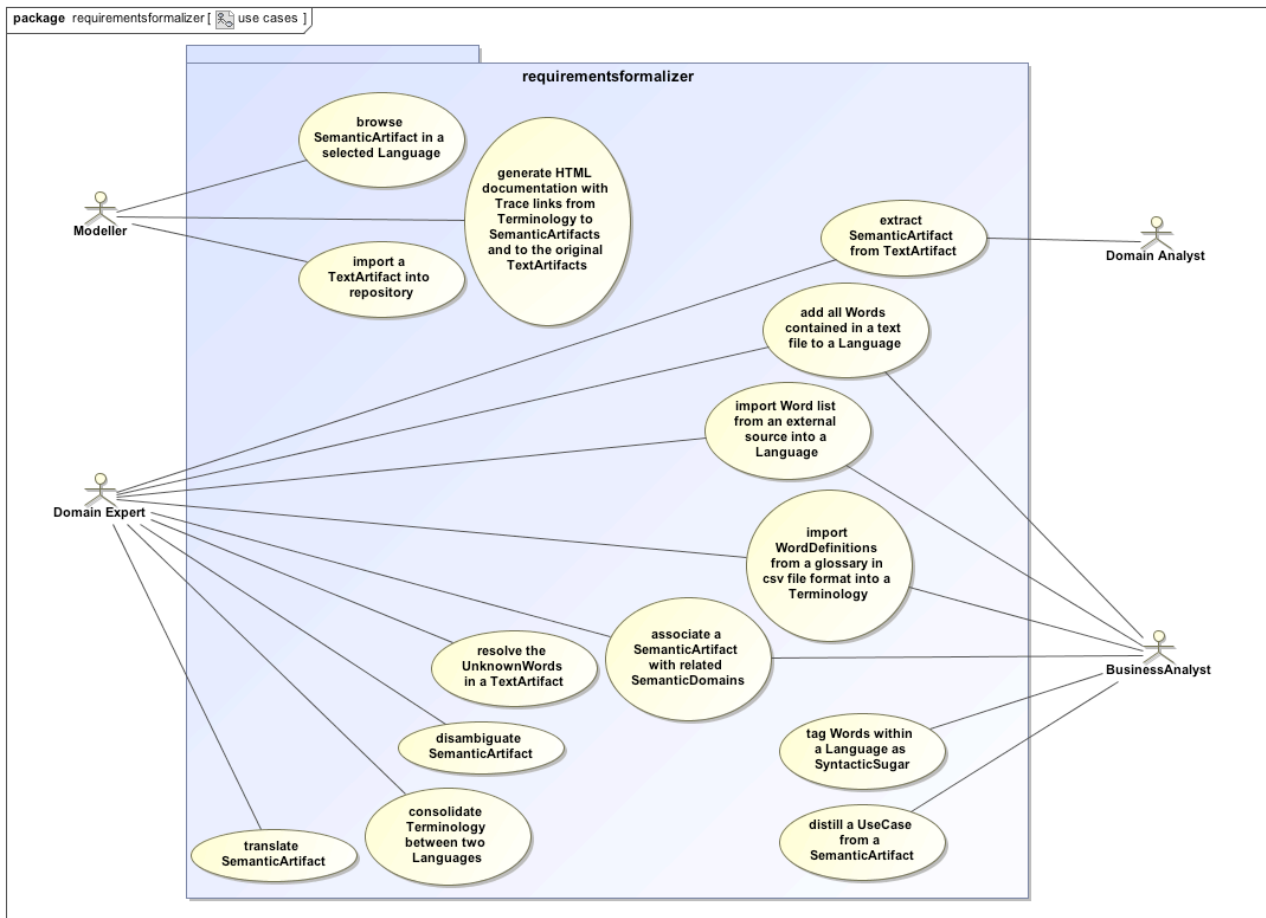 package requirementsformalizer [ use cases ]
requirementsformalizer
browse
SemanticArtifact in a
selected Language
generate HTML
documentation with
Trace links from
Terminology to
SemanticArtifacts
and to the original
TextArtifacts
Modeller
import a
TextArtifact into
repository
extract
SemanticArtifact
from TextArtifact
Domain Analyst
add all Words
contained in a text
file to a Language
import Word list
from an external
source into a
Language
Domain Expert
import
WordDefinitions
from a glossary in
csv file format into a
Terminology
associate a
SemanticArtifact
with related
SemanticDomains
resolve the
UnknownWords
in a TextArtifact
BusinessAnalyst
disambiguate
SemanticArtifact
tag Words within
a Language as
SyntacticSugar
consolidate
Terminology
between two
Languages
translate
SemanticArtifact
distill a UseCase
from a
SemanticArtifact